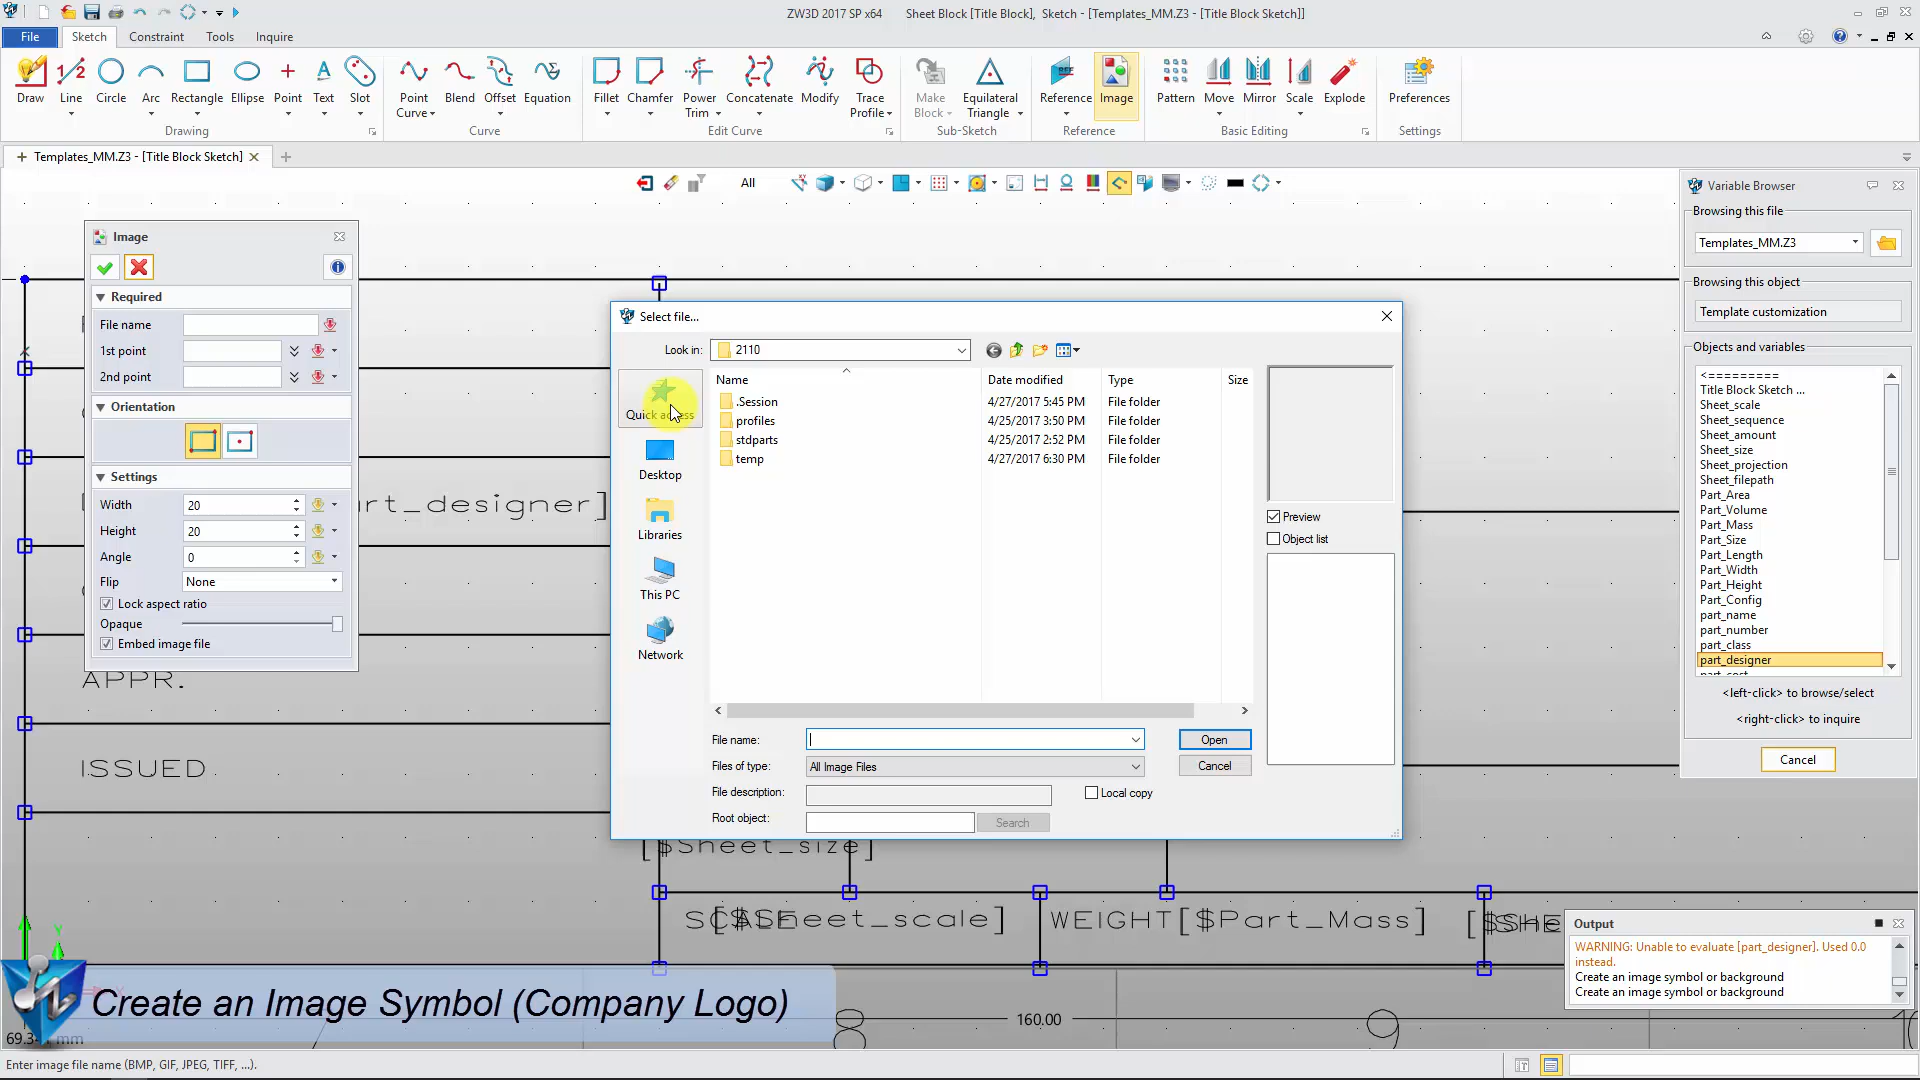 ZW3D 2017 SP x64 Sheet Block [Title Block], Sketch - [Templates_MM.Z3 - [Title Block Sketch]]
File Sketch Constraint Tools Inquire
Draw Line Circle Arc Rectangle Ellipse Point Text Slot
Drawing
Point Curve Blend Offset Equation
Curve
Fillet Chamfer Power Trim Concatenate Modify Trace Profile
Edit Curve
Make Block Equilateral Triangle
Sub-Sketch
Reference Image
Reference
Pattern Move Mirror Scale Explode
Basic Editing
Preferences
Settings
Templates_MM.Z3 - [Title Block Sketch]
All
Image
Required
File name
1st point
2nd point
Orientation
Settings
Width 20
Height 20
Angle 0
Flip None
Lock aspect ratio
Opaque
Embed image file
rt_designer]
APPR.
ISSUED
Select file...
Look in: 2110
Name Date modified Type Size
.Session 4/27/2017 5:45 PM File folder
profiles 4/25/2017 3:50 PM File folder
stdparts 4/25/2017 2:52 PM File folder
temp 4/27/2017 6:30 PM File folder
Quick access
Desktop
Libraries
This PC
Network
Preview
Object list
File name: Open
Files of type: All Image Files Cancel
File description: Local copy
Root object: Search
[$Sheet_size]
SCALE [$Sheet_scale] WEIGHT[$Part_Mass]
160.00
9
8
Variable Browser
Browsing this file
Templates_MM.Z3
Browsing this object
Template customization
Objects and variables
<=========
Title Block Sketch ...
Sheet_scale
Sheet_sequence
Sheet_amount
Sheet_size
Sheet_projection
Sheet_filepath
Part_Area
Part_Volume
Part_Mass
Part_Size
Part_Length
Part_Width
Part_Height
Part_Config
part_name
part_number
part_class
part_designer
part_cost
<left-click> to browse/select
<right-click> to inquire
Cancel
Output
WARNING: Unable to evaluate [part_designer]. Used 0.0
instead.
Create an image symbol or background
Create an image symbol or background
Create an Image Symbol (Company Logo)
Enter image file name (BMP, GIF, JPEG, TIFF, ...).